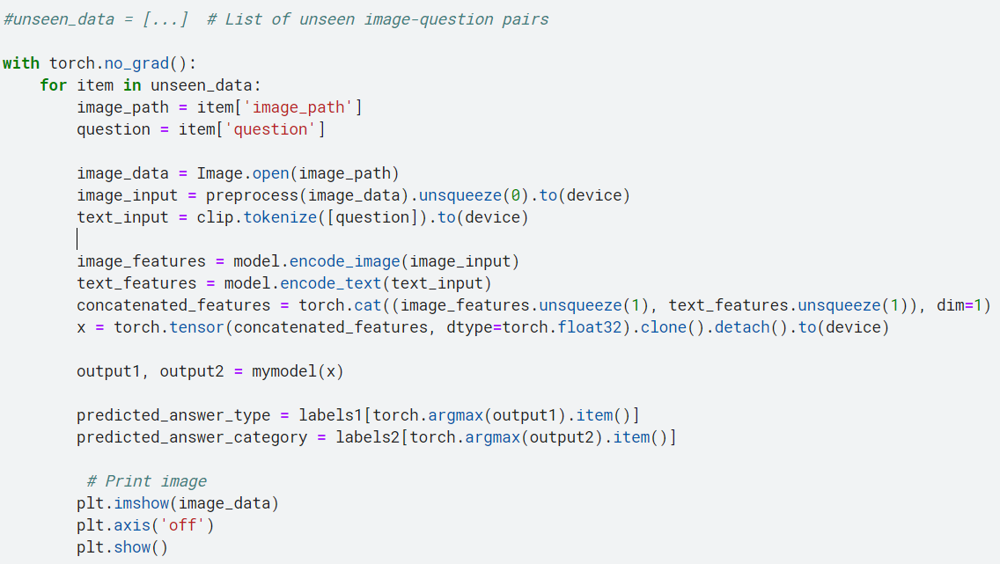 #unseen_data = [...]  # List of unseen image-question pairs
with torch.no_grad():
    for item in unseen_data:
        image_path = item['image_path']
        question = item['question']
        image_data = Image.open(image_path)
        image_input = preprocess(image_data).unsqueeze(0).to(device)
        text_input = clip.tokenize([question]).to(device)
        image_features = model.encode_image(image_input)
        text_features = model.encode_text(text_input)
        concatenated_features = torch.cat((image_features.unsqueeze(1), text_features.unsqueeze(1)), dim=1)
        x = torch.tensor(concatenated_features, dtype=torch.float32).clone().detach().to(device)
        output1, output2 = mymodel(x)
        predicted_answer_type = labels1[torch.argmax(output1).item()]
        predicted_answer_category = labels2[torch.argmax(output2).item()]
         # Print image
        plt.imshow(image_data)
        plt.axis('off')
        plt.show()